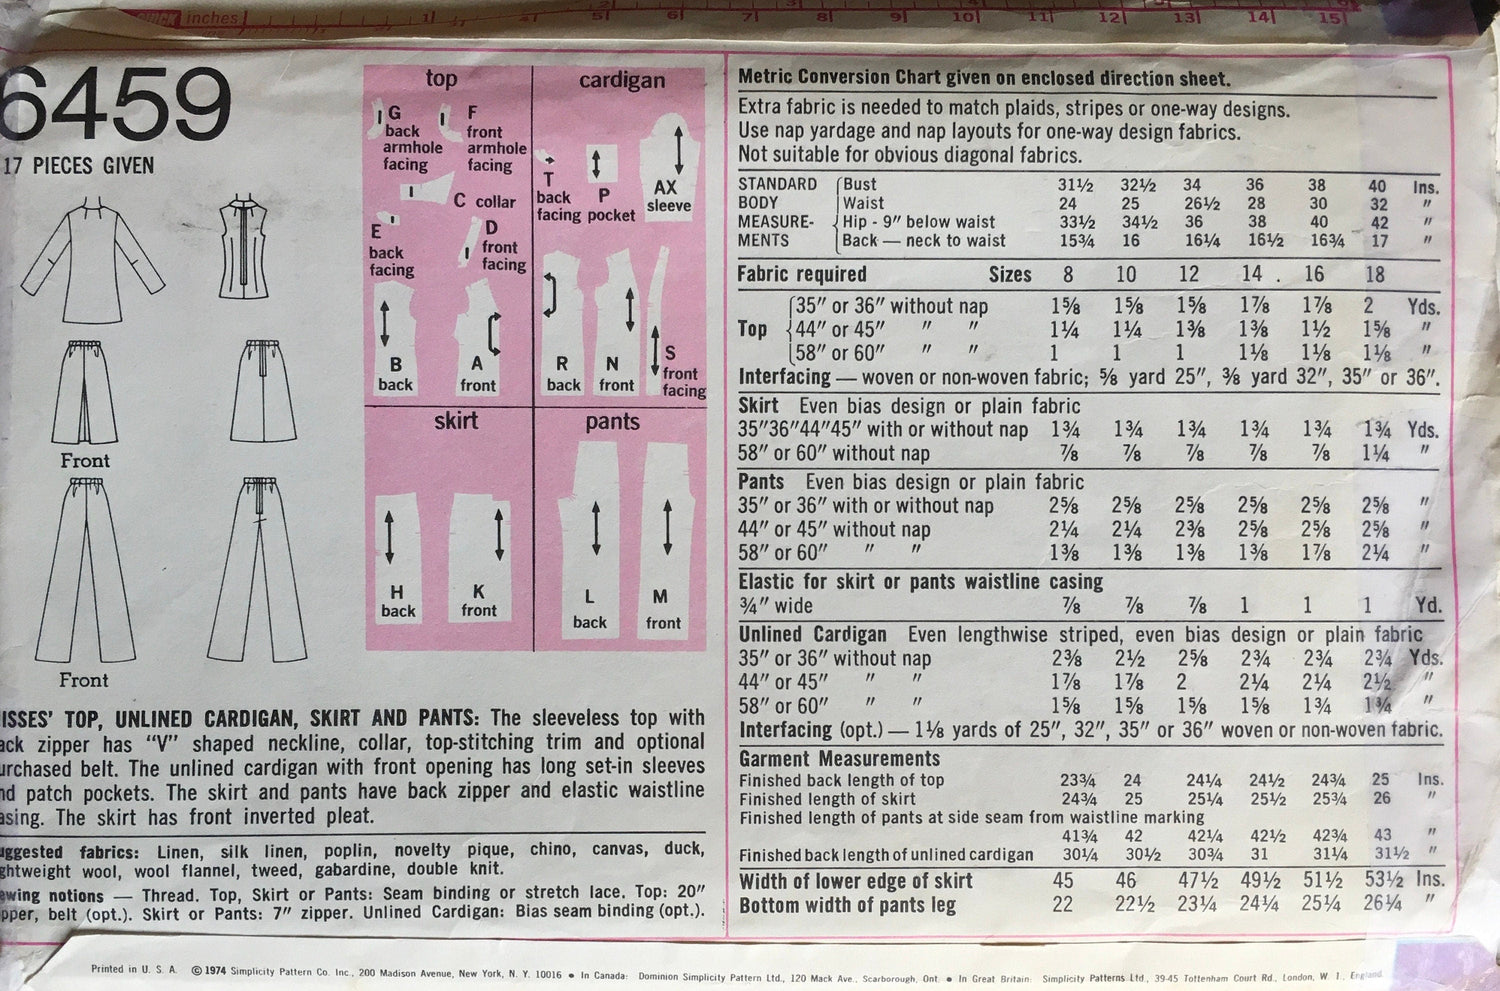 inches 1 4 5 6 7 8 9 10 11 12 13 14 15
6459
17 PIECES GIVEN
Front
Front
top
G
back
armhole
facing
F
front
armhole
facing
C collar
E
back
facing
D
front
facing
B
back
A
front
cardigan
T
back
facing
P
pocket
AX
sleeve
R
back
N
front
S
front
facing
skirt
H
back
K
front
pants
L
back
M
front
ISSES' TOP, UNLINED CARDIGAN, SKIRT AND PANTS: The sleeveless top with
ack zipper has "V" shaped neckline, collar, top-stitching trim and optional
urchased belt. The unlined cardigan with front opening has long set-in sleeves
nd patch pockets. The skirt and pants have back zipper and elastic waistline
asing. The skirt has front inverted pleat.
uggested fabrics: Linen, silk linen, poplin, novelty pique, chino, canvas, duck,
ghtweight wool, wool flannel, tweed, gabardine, double knit.
ewing notions — Thread. Top, Skirt or Pants: Seam binding or stretch lace. Top: 20"
pper, belt (opt.). Skirt or Pants: 7" zipper. Unlined Cardigan: Bias seam binding (opt.).
Metric Conversion Chart given on enclosed direction sheet.
Extra fabric is needed to match plaids, stripes or one-way designs.
Use nap yardage and nap layouts for one-way design fabrics.
Not suitable for obvious diagonal fabrics.
STANDARD Bust 31½ 32½ 34 36 38 40 Ins.
BODY Waist 24 25 26½ 28 30 32 "
MEASURE- Hip - 9" below waist 33½ 34½ 36 38 40 42 "
MENTS Back — neck to waist 15¾ 16 16¼ 16½ 16¾ 17 "
Fabric required Sizes 8 10 12 14 16 18
35" or 36" without nap 1⅝ 1⅝ 1⅝ 1⅞ 1⅞ 2 Yds.
Top 44" or 45" " " 1¼ 1¼ 1⅜ 1⅜ 1½ 1⅝ "
58" or 60" " " 1 1 1 1⅛ 1⅛ 1⅛ "
Interfacing — woven or non-woven fabric; ⅝ yard 25", ⅜ yard 32", 35" or 36".
Skirt Even bias design or plain fabric
35"36"44"45" with or without nap 1¾ 1¾ 1¾ 1¾ 1¾ 1¾ Yds.
58" or 60" without nap ⅞ ⅞ ⅞ ⅞ ⅞ 1¼ "
Pants Even bias design or plain fabric
35" or 36" with or without nap 2⅝ 2⅝ 2⅝ 2⅝ 2⅝ 2⅝ "
44" or 45" without nap 2¼ 2¼ 2⅜ 2⅝ 2⅝ 2⅝ "
58" or 60" " " 1⅜ 1⅜ 1⅜ 1⅜ 1⅞ 2¼ "
Elastic for skirt or pants waistline casing
¾" wide ⅞ ⅞ ⅞ 1 1 1 Yd.
Unlined Cardigan Even lengthwise striped, even bias design or plain fabric
35" or 36" without nap 2⅜ 2½ 2⅝ 2¾ 2¾ 2¾ Yds.
44" or 45" " " 1⅞ 1⅞ 2 2¼ 2¼ 2½ "
58" or 60" " " 1⅝ 1⅝ 1⅝ 1⅝ 1¾ 1¾ "
Interfacing (opt.) — 1⅛ yards of 25", 32", 35" or 36" woven or non-woven fabric.
Garment Measurements
Finished back length of top 23¾ 24 24¼ 24½ 24¾ 25 Ins.
Finished length of skirt 24¾ 25 25¼ 25½ 25¾ 26 "
Finished length of pants at side seam from waistline marking
41¾ 42 42¼ 42½ 42¾ 43 "
Finished back length of unlined cardigan 30¼ 30½ 30¾ 31 31¼ 31½ "
Width of lower edge of skirt 45 46 47½ 49½ 51½ 53½ Ins.
Bottom width of pants leg 22 22½ 23¼ 24¼ 25¼ 26¼ "
Printed in U. S. A. © 1974 Simplicity Pattern Co. Inc., 200 Madison Avenue, New York, N. Y. 10016 • In Canada: Dominion Simplicity Pattern Ltd., 120 Mack Ave., Scarborough, Ont. • In Great Britain: Simplicity Patterns Ltd., 39-45 Tottenham Court Rd., London, W. 1., England